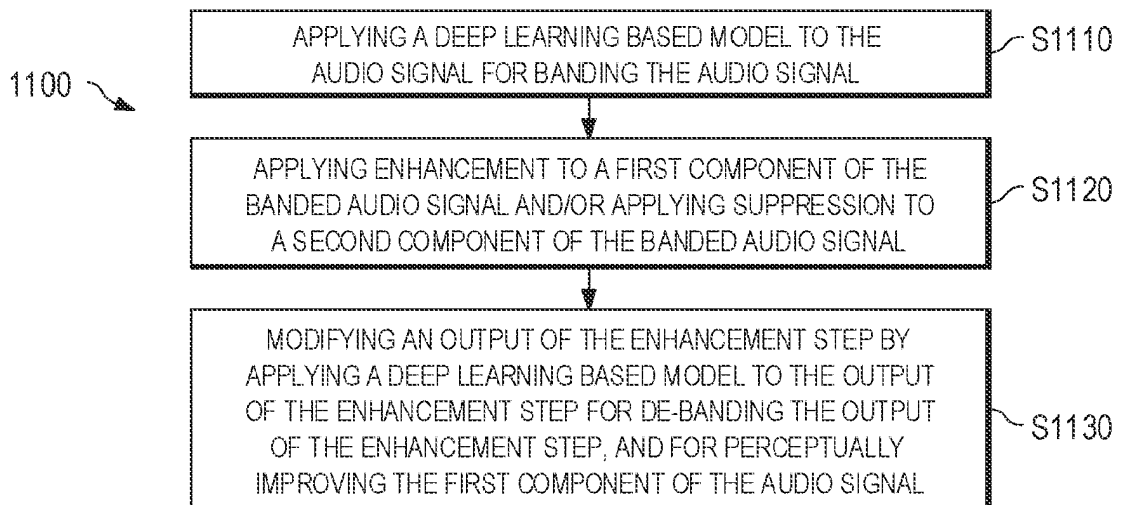 APPLYING A DEEP LEARNING BASED MODEL TO THE
AUDIO SIGNAL FOR BANDING THE AUDIO SIGNAL
S1110
1100
APPLYING ENHANCEMENT TO A FIRST COMPONENT OF THE
BANDED AUDIO SIGNAL AND/OR APPLYING SUPPRESSION TO
A SECOND COMPONENT OF THE BANDED AUDIO SIGNAL
S1120
MODIFYING AN OUTPUT OF THE ENHANCEMENT STEP BY
APPLYING A DEEP LEARNING BASED MODEL TO THE OUTPUT
OF THE ENHANCEMENT STEP FOR DE-BANDING THE OUTPUT
OF THE ENHANCEMENT STEP, AND FOR PERCEPTUALLY
IMPROVING THE FIRST COMPONENT OF THE AUDIO SIGNAL
S1130